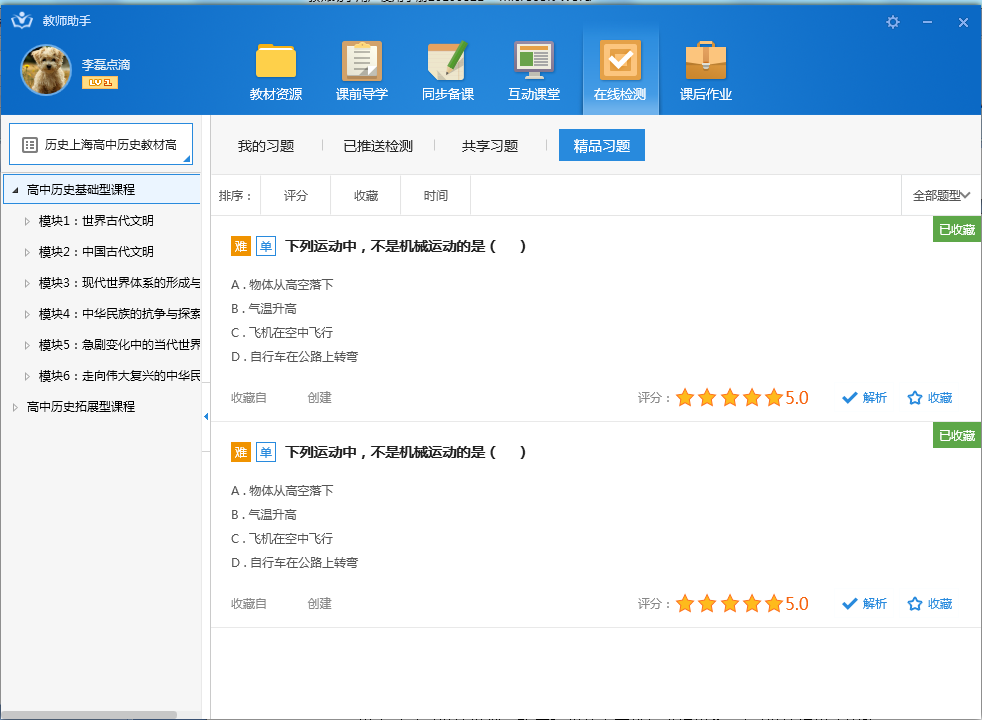 教师助手
李磊点滴
LV 1
教材资源
课前导学
同步备课
互动课堂
在线检测
课后作业
历史上海高中历史教材高
高中历史基础型课程
模块1：世界古代文明
模块2：中国古代文明
模块3：现代世界体系的形成与
模块4：中华民族的抗争与探索
模块5：急剧变化中的当代世界
模块6：走向伟大复兴的中华民
高中历史拓展型课程
我的习题
已推送检测
共享习题
精品习题
排序：
评分
收藏
时间
全部题型
已收藏
难 单 下列运动中，不是机械运动的是（ ）
A . 物体从高空落下
B . 气温升高
C . 飞机在空中飞行
D . 自行车在公路上转弯
收藏自 创建 评分： 5.0 解析 收藏
已收藏
难 单 下列运动中，不是机械运动的是（ ）
A . 物体从高空落下
B . 气温升高
C . 飞机在空中飞行
D . 自行车在公路上转弯
收藏自 创建 评分： 5.0 解析 收藏